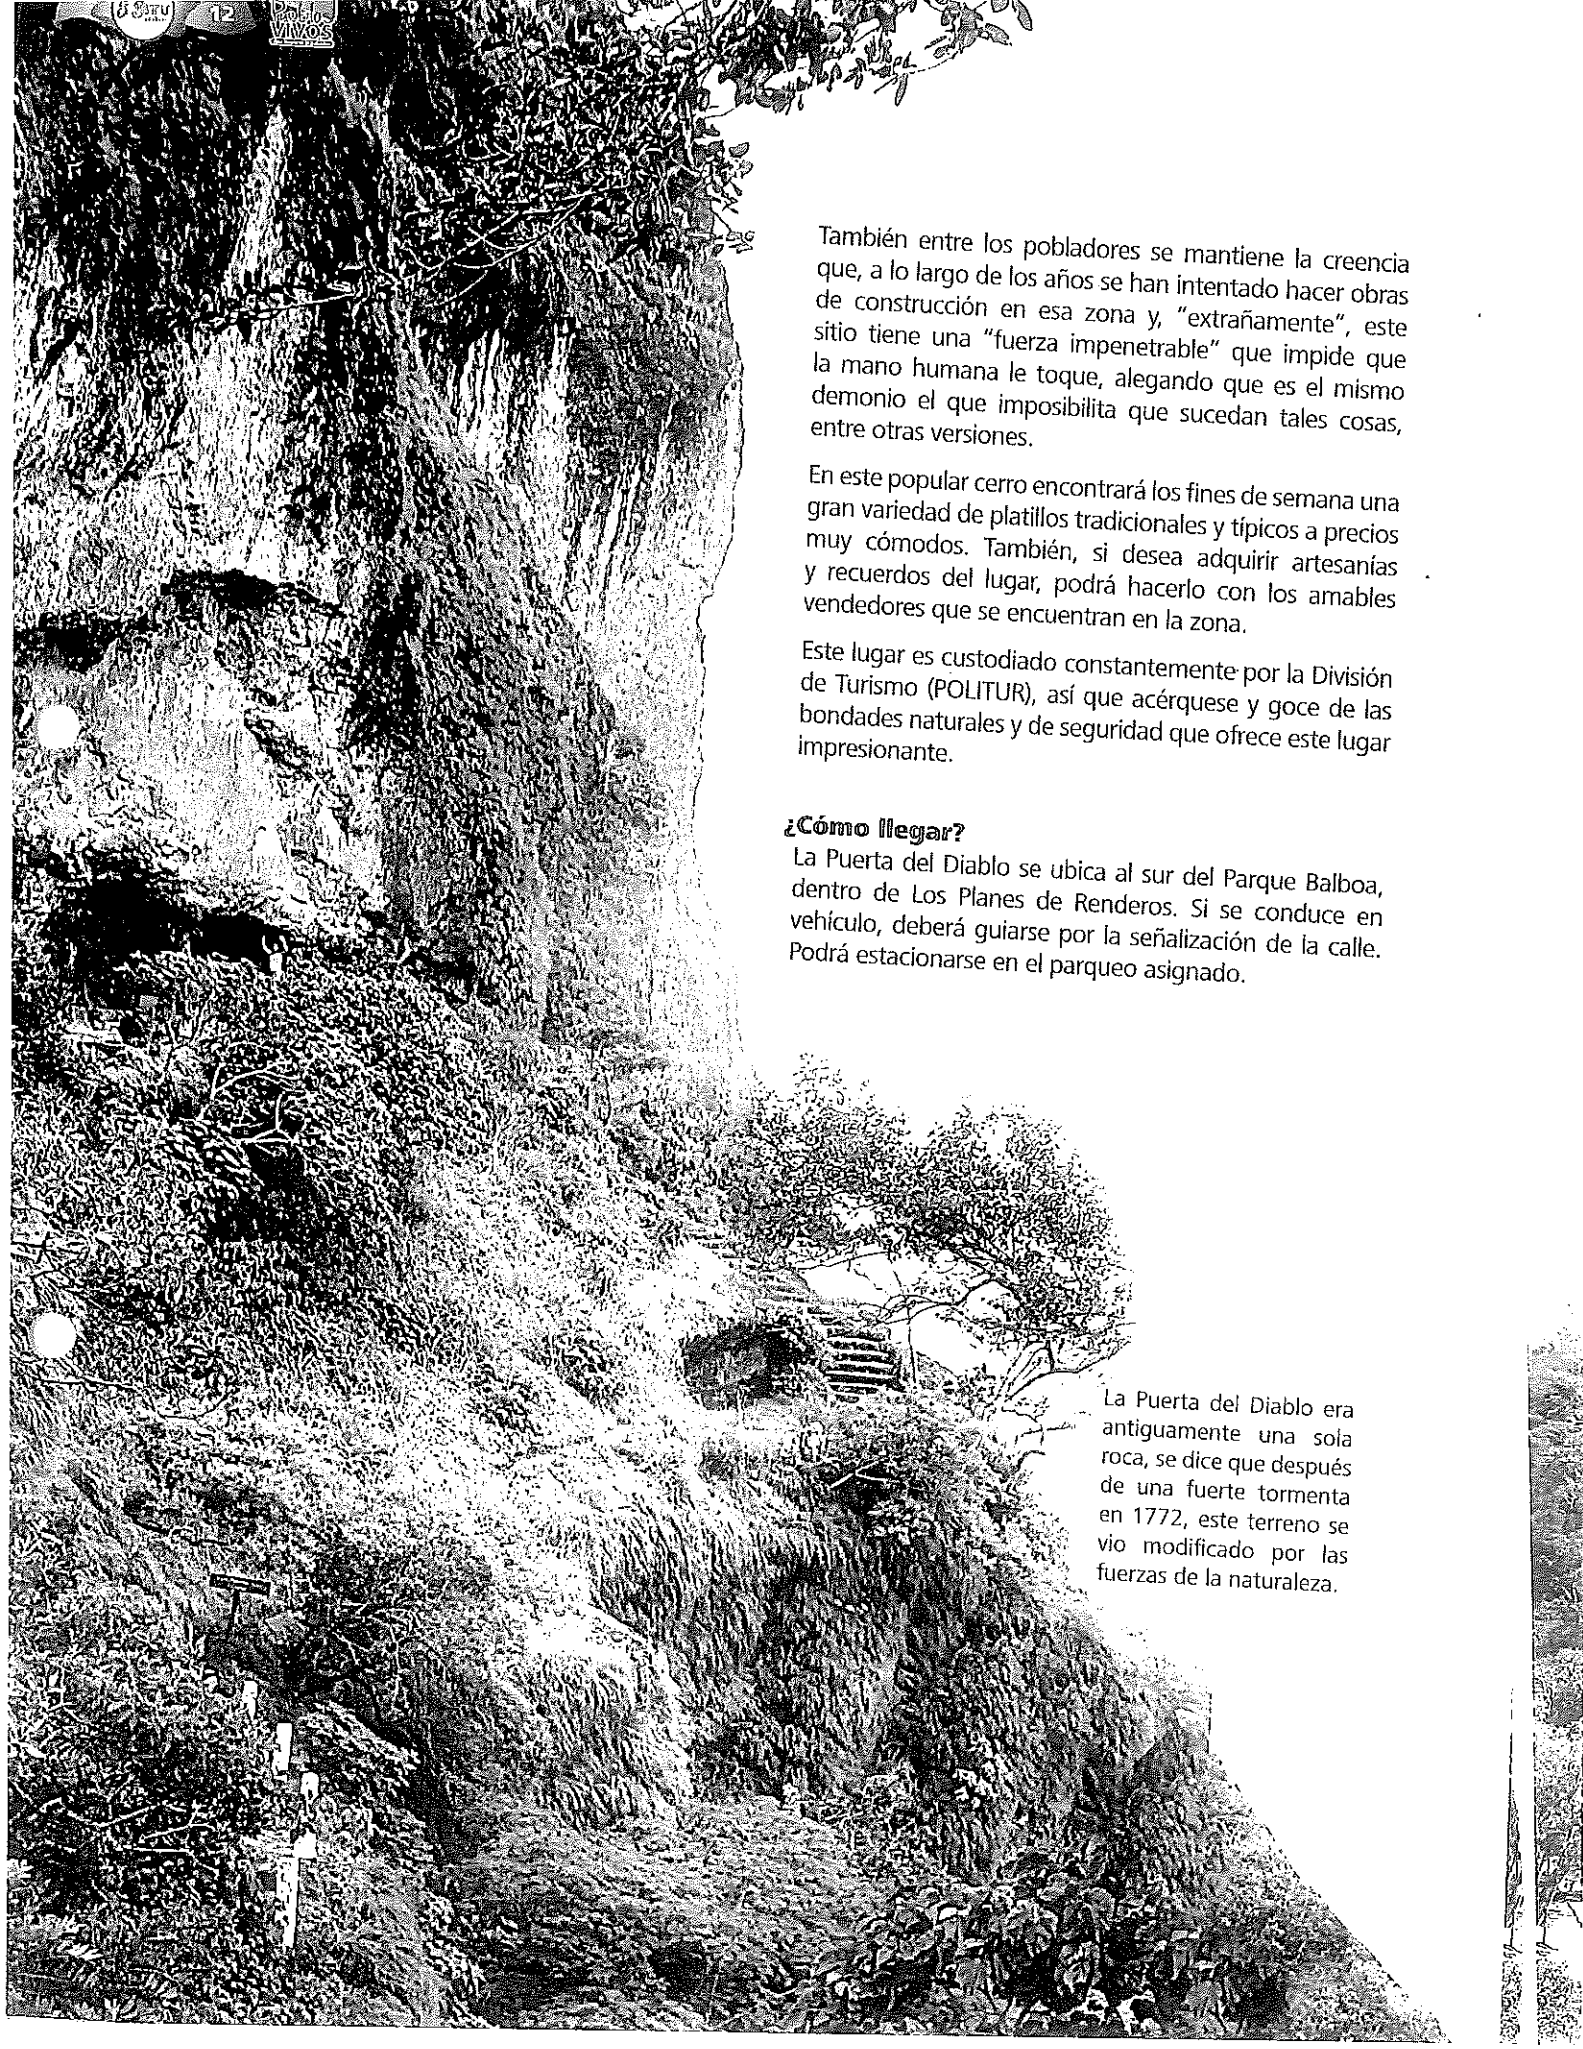 12
Pueblos
VIVOS
También entre los pobladores se mantiene la creencia
que, a lo largo de los años se han intentado hacer obras
de construcción en esa zona y, “extrañamente”, este
sitio tiene una “fuerza impenetrable” que impide que
la mano humana le toque, alegando que es el mismo
demonio el que imposibilita que sucedan tales cosas,
entre otras versiones.
En este popular cerro encontrará los fines de semana una
gran variedad de platillos tradicionales y típicos a precios
muy cómodos. También, si desea adquirir artesanías
y recuerdos del lugar, podrá hacerlo con los amables
vendedores que se encuentran en la zona.
Este lugar es custodiado constantemente por la División
de Turismo (POLITUR), así que acérquese y goce de las
bondades naturales y de seguridad que ofrece este lugar
impresionante.
¿Cómo llegar?
La Puerta del Diablo se ubica al sur del Parque Balboa,
dentro de Los Planes de Renderos. Si se conduce en
vehículo, deberá guiarse por la señalización de la calle.
Podrá estacionarse en el parqueo asignado.
La Puerta del Diablo era
antiguamente una sola
roca, se dice que después
de una fuerte tormenta
en 1772, este terreno se
vio modificado por las
fuerzas de la naturaleza.